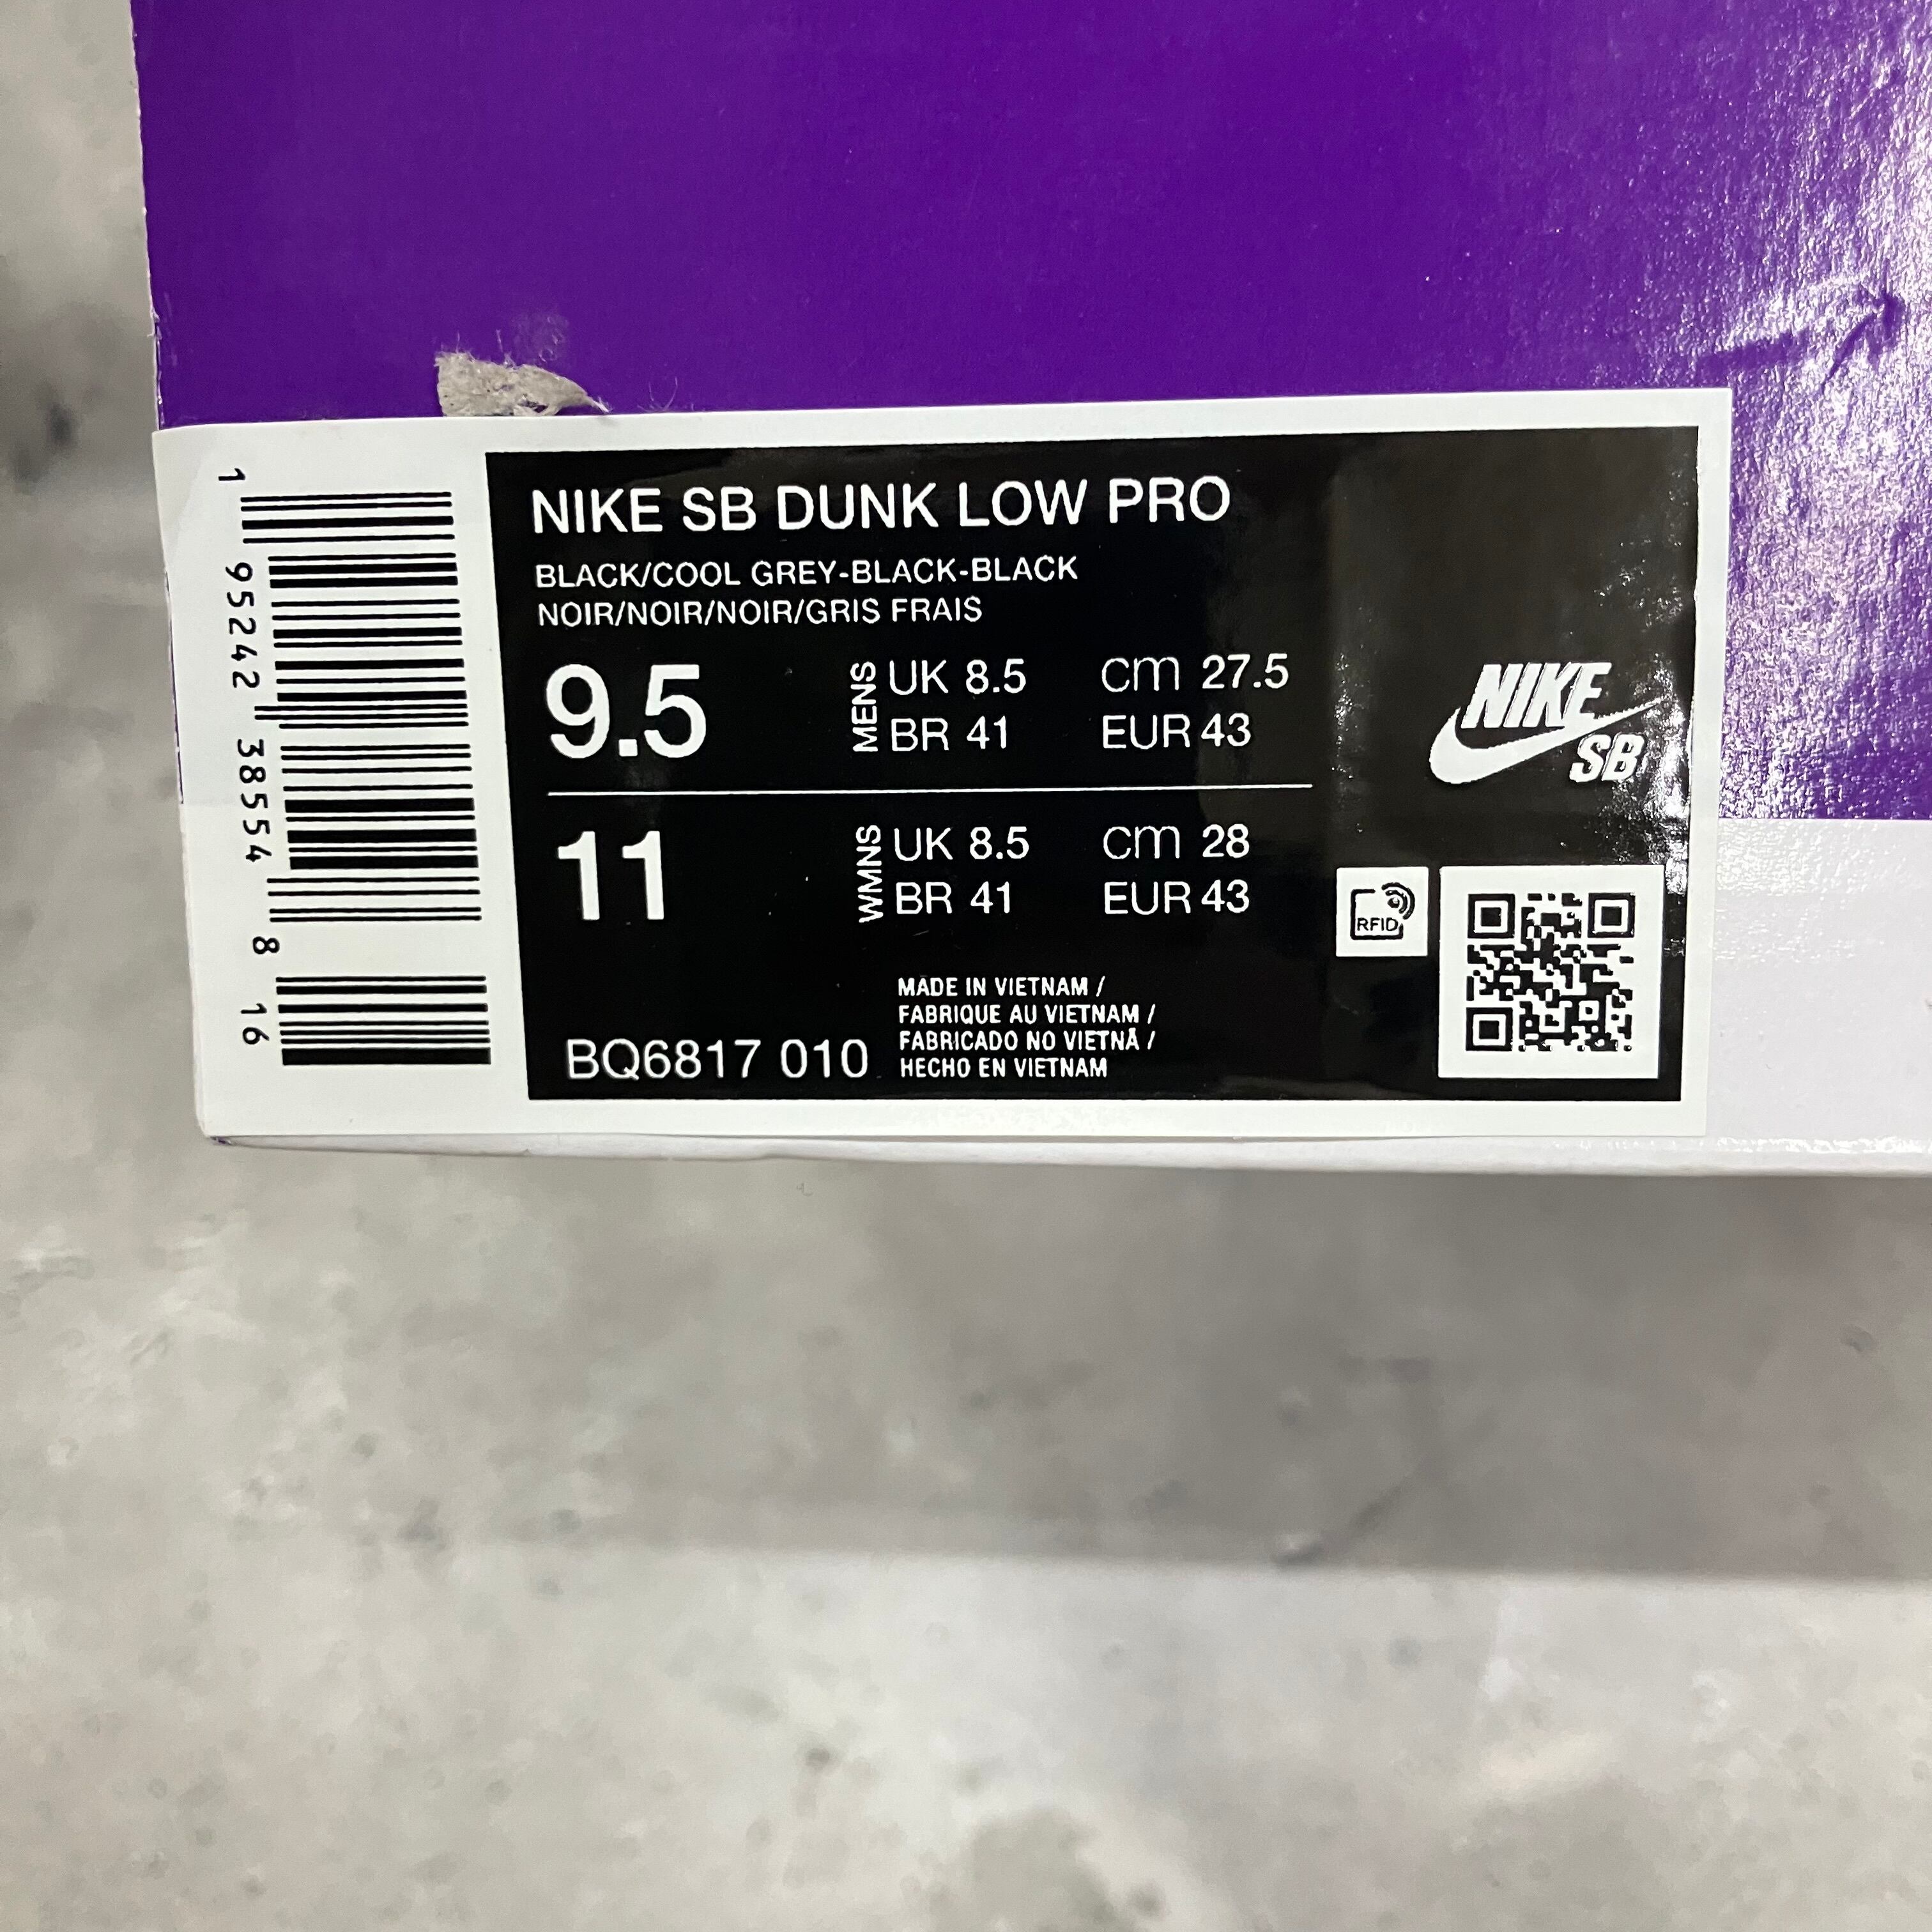 1 95242 38554 8 16
NIKE SB DUNK LOW PRO
BLACK/COOL GREY-BLACK-BLACK
NOIR/NOIR/NOIR/GRIS FRAIS
9.5
MENS
UK 8.5 cm 27.5
BR 41 EUR 43
11
WMNS
UK 8.5 cm 28
BR 41 EUR 43
NIKE
SB
RFID
MADE IN VIETNAM /
FABRIQUE AU VIETNAM /
FABRICADO NO VIETNÃ /
HECHO EN VIETNAM
BQ6817 010